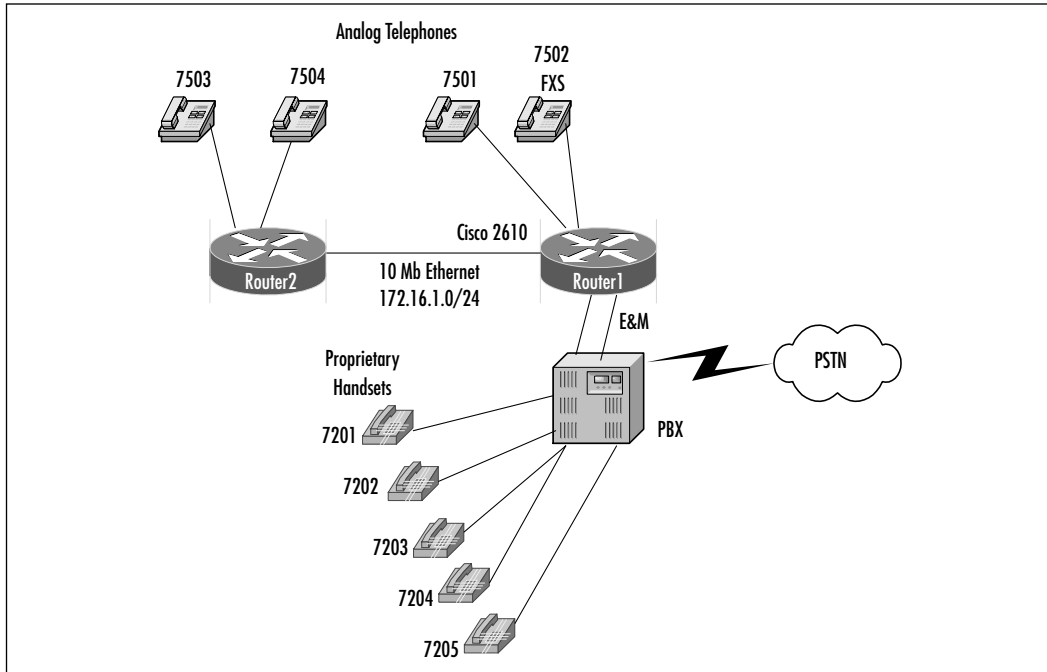 Analog Telephones
7503
7504
7501
7502
FXS
Cisco 2610
Router2
10 Mb Ethernet
172.16.1.0/24
Router1
E&M
Proprietary
Handsets
PSTN
7201
PBX
7202
7203
7204
7205